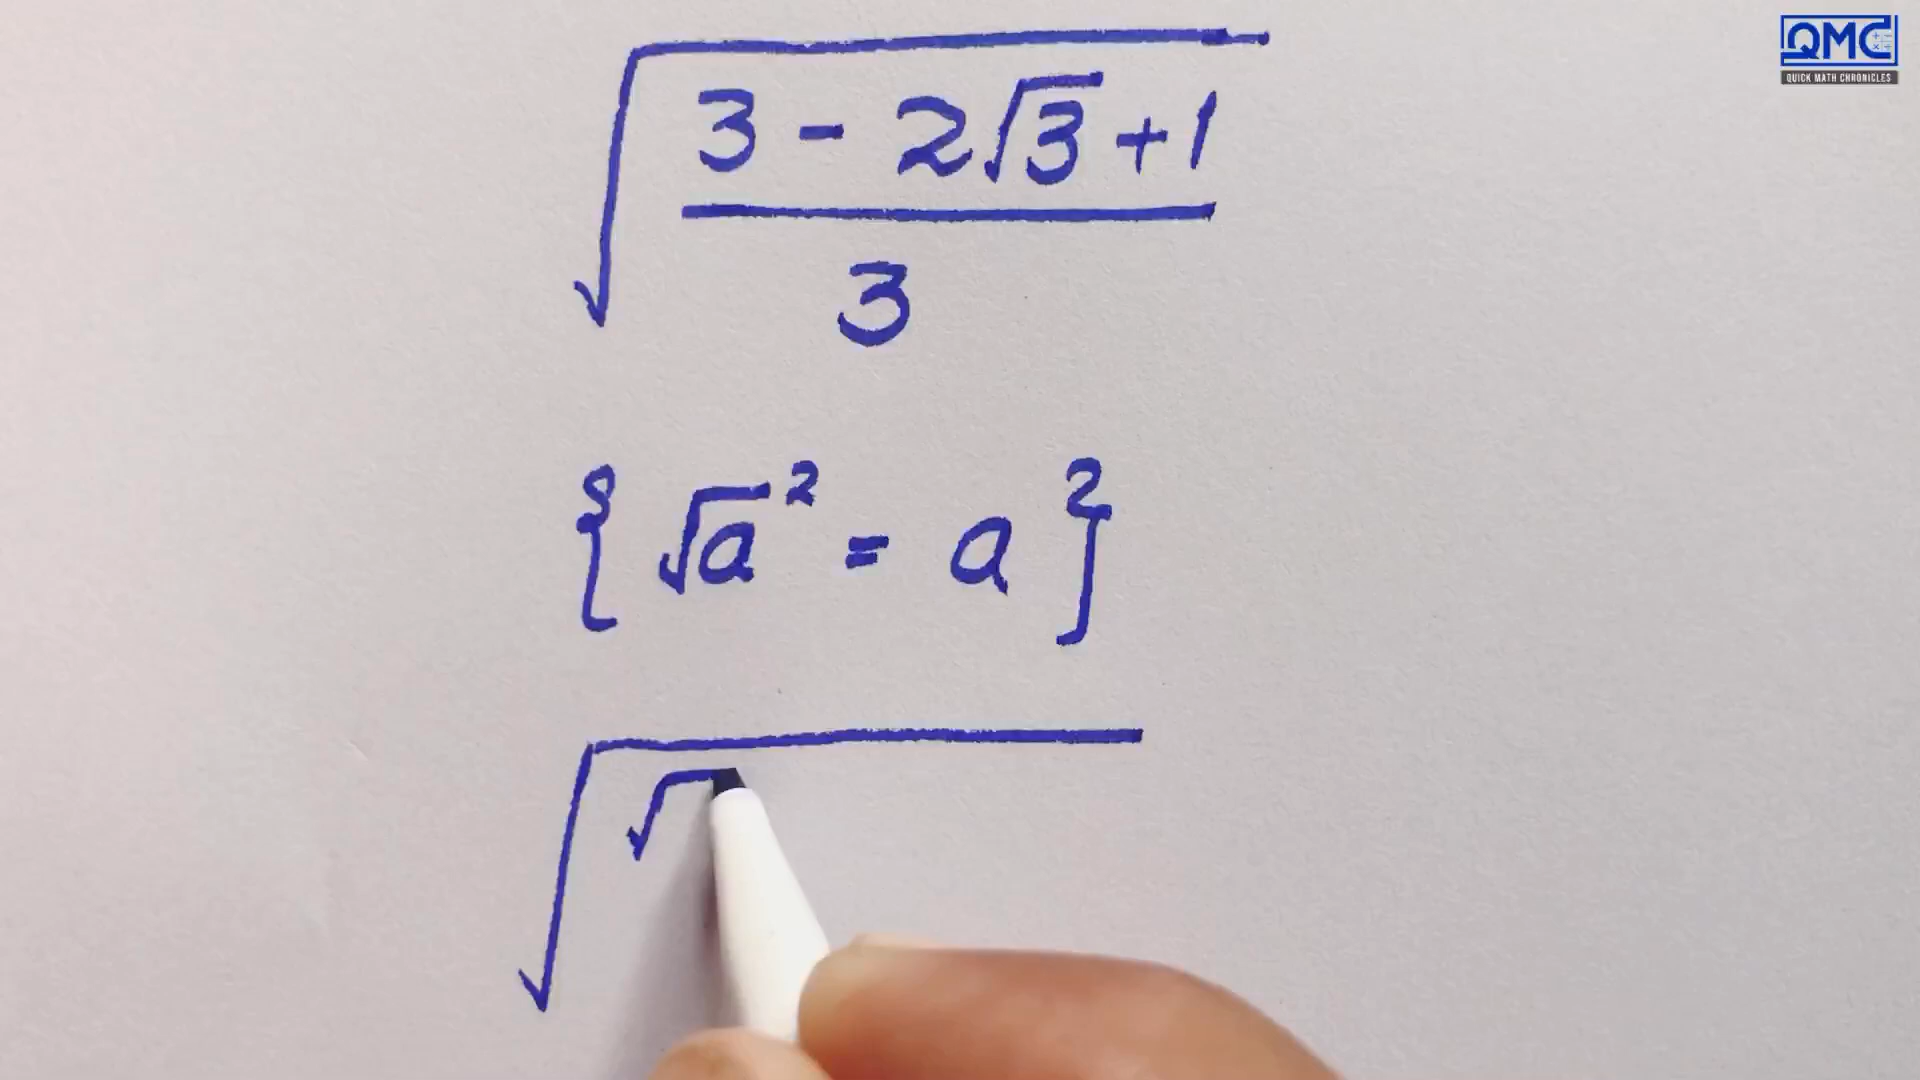 QMC
QUICK MATH CHRONICLES
√(3 - 2√3 + 1)
3
{ √a² = a }
√√